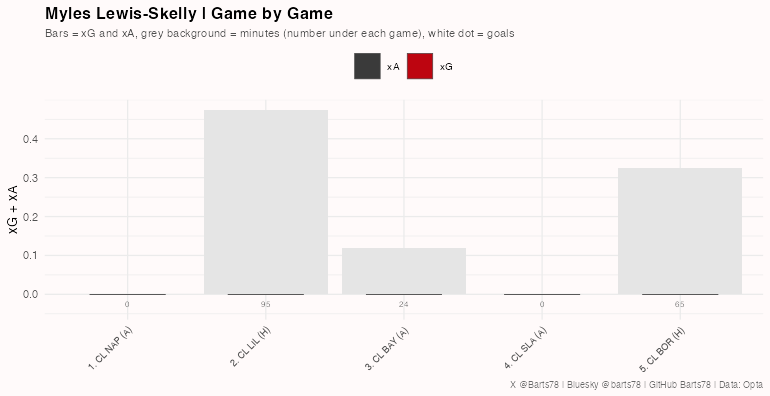 Myles Lewis-Skelly | Game by Game
Bars = xG and xA, grey background = minutes (number under each game), white dot = goals
xA xG
xG + xA
0.4
0.3
0.2
0.1
0.0
0 95 24 0 65
1. CL NAP (A)
2. CL LIL (H)
3. CL BAY (A)
4. CL SLA (A)
5. CL BOR (H)
X @Barts78 | Bluesky @barts78 | GitHub Barts78 | Data: Opta